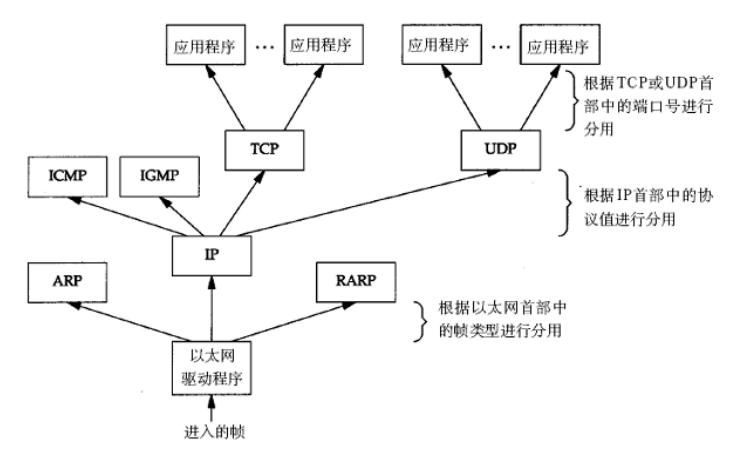 应用程序 … 应用程序 应用程序 … 应用程序
根据TCP或UDP首
部中的端口号进行
分用
TCP UDP
ICMP IGMP
根据IP首部中的协
议值进行分用
IP
ARP RARP
根据以太网首部中
的帧类型进行分用
以太网
驱动程序
进入的帧